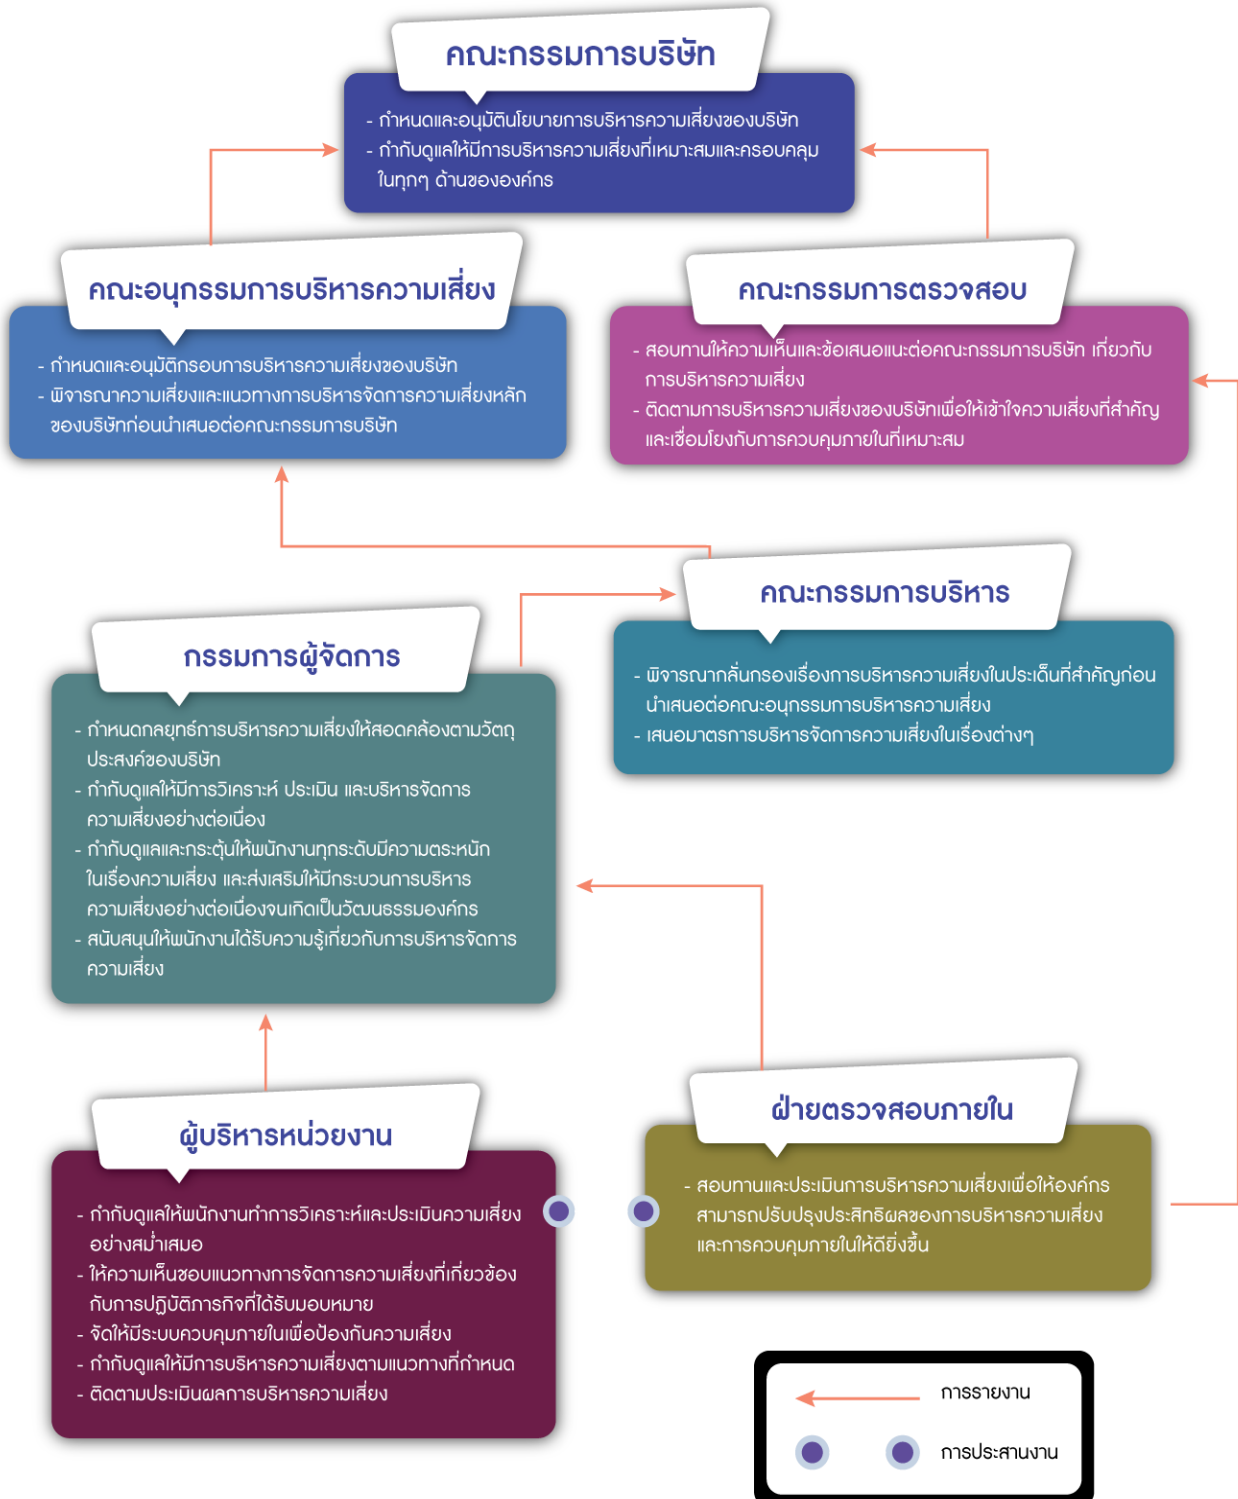 คณะกรรมการบริษัท
- กำหนดและอนุมัตินโยบายการบริหารความเสี่ยงของบริษัท
- กำกับดูแลให้มีการบริหารความเสี่ยงที่เหมาะสมและครอบคลุม
ในทุกๆ ด้านขององค์กร
คณะอนุกรรมการบริหารความเสี่ยง
- กำหนดและอนุมัติกรอบการบริหารความเสี่ยงของบริษัท
- พิจารณาความเสี่ยงและแนวทางการบริหารจัดการความเสี่ยงหลัก
ของบริษัทก่อนนำเสนอต่อคณะกรรมการบริษัท
คณะกรรมการตรวจสอบ
- สอบทานให้ความเห็นและข้อเสนอแนะต่อคณะกรรมการบริษัท เกี่ยวกับ
การบริหารความเสี่ยง
- ติดตามการบริหารความเสี่ยงของบริษัทเพื่อให้เข้าใจความเสี่ยงที่สำคัญ
และเชื่อมโยงกับการควบคุมภายในที่เหมาะสม
คณะกรรมการบริหาร
- พิจารณากลั่นกรองเรื่องการบริหารความเสี่ยงในประเด็นที่สำคัญก่อน
นำเสนอต่อคณะอนุกรรมการบริหารความเสี่ยง
- เสนอมาตรการบริหารจัดการความเสี่ยงในเรื่องต่างๆ
กรรมการผู้จัดการ
- กำหนดกลยุทธ์การบริหารความเสี่ยงให้สอดคล้องตามวัตถุ
ประสงค์ของบริษัท
- กำกับดูแลให้มีการวิเคราะห์ ประเมิน และบริหารจัดการ
ความเสี่ยงอย่างต่อเนื่อง
- กำกับดูแลและกระตุ้นให้พนักงานทุกระดับมีความตระหนัก
ในเรื่องความเสี่ยง และส่งเสริมให้มีกระบวนการบริหาร
ความเสี่ยงอย่างต่อเนื่องจนเกิดเป็นวัฒนธรรมองค์กร
- สนับสนุนให้พนักงานได้รับความรู้เกี่ยวกับการบริหารจัดการ
ความเสี่ยง
ผู้บริหารหน่วยงาน
- กำกับดูแลให้พนักงานทำการวิเคราะห์และประเมินความเสี่ยง
อย่างสม่ำเสมอ
- ให้ความเห็นชอบแนวทางการจัดการความเสี่ยงที่เกี่ยวข้อง
กับการปฏิบัติภารกิจที่ได้รับมอบหมาย
- จัดให้มีระบบควบคุมภายในเพื่อป้องกันความเสี่ยง
- กำกับดูแลให้มีการบริหารความเสี่ยงตามแนวทางที่กำหนด
- ติดตามประเมินผลการบริหารความเสี่ยง
ฝ่ายตรวจสอบภายใน
- สอบทานและประเมินการบริหารความเสี่ยงเพื่อให้องค์กร
สามารถปรับปรุงประสิทธิผลของการบริหารความเสี่ยง
และการควบคุมภายในให้ดียิ่งขึ้น
การรายงาน
การประสานงาน